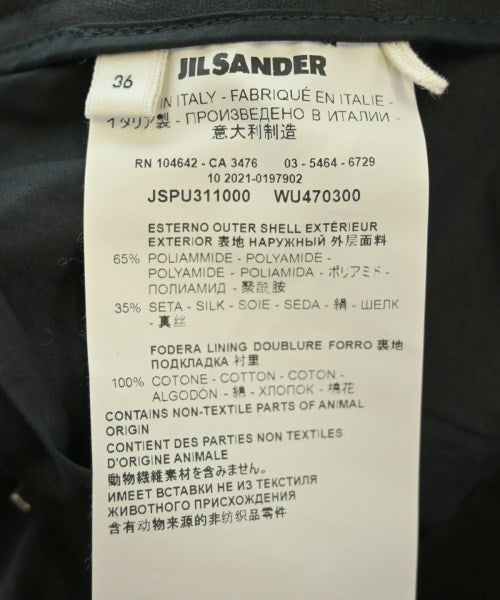 36
JIL SANDER
IN ITALY - FABRIQUÉ EN ITALIE -
イタリア製 - ПРОИЗВЕДЕНО В ИТАЛИИ -
意大利制造
RN 104642 - CA 3476 03 - 5464 - 6729
10 2021-0197902
JSPU311000 WU470300
ESTERNO OUTER SHELL EXTÉRIEUR
EXTERIOR 表地 НАРУЖНЫЙ 外层面料
65% POLIAMMIDE - POLYAMIDE -
POLYAMIDE - POLIAMIDA - ポリアミド -
ПОЛИАМИД - 聚酰胺
35% SETA - SILK - SOIE - SEDA - 絹 - ШЕЛК
- 真丝
FODERA LINING DOUBLURE FORRO 裏地
ПОДКЛАДКА 衬里
100% COTONE - COTTON - COTON -
ALGODÓN - 綿 - ХЛОПОК - 棉花
CONTAINS NON-TEXTILE PARTS OF ANIMAL
ORIGIN
CONTIENT DES PARTIES NON TEXTILES
D'ORIGINE ANIMALE
動物繊維素材を含みません。
ИМЕЕТ ВСТАВКИ НЕ ИЗ ТЕКСТИЛЯ
ЖИВОТНОГО ПРИСХОЖДЕНИЯ
含有动物来源的非纺织品零件